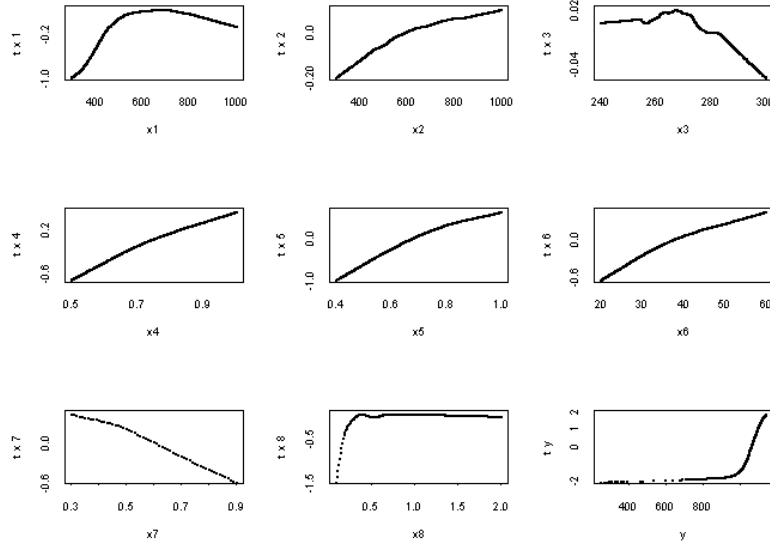 t x 1
-0.2
-1.0
400 600 800 1000
x1
t x 2
0.0
-0.20
400 600 800 1000
x2
t x 3
0.02
-0.04
240 260 280 300
x3
t x 4
0.2
-0.6
0.5 0.7 0.9
x4
t x 5
0.0
-1.0
0.4 0.6 0.8 1.0
x5
t x 6
0.0
-0.6
20 30 40 50 60
x6
t x 7
0.0
-0.6
0.3 0.5 0.7 0.9
x7
t x 8
-0.5
-1.5
0.5 1.0 1.5 2.0
x8
t y
2
1
0
-2
400 600 800
y